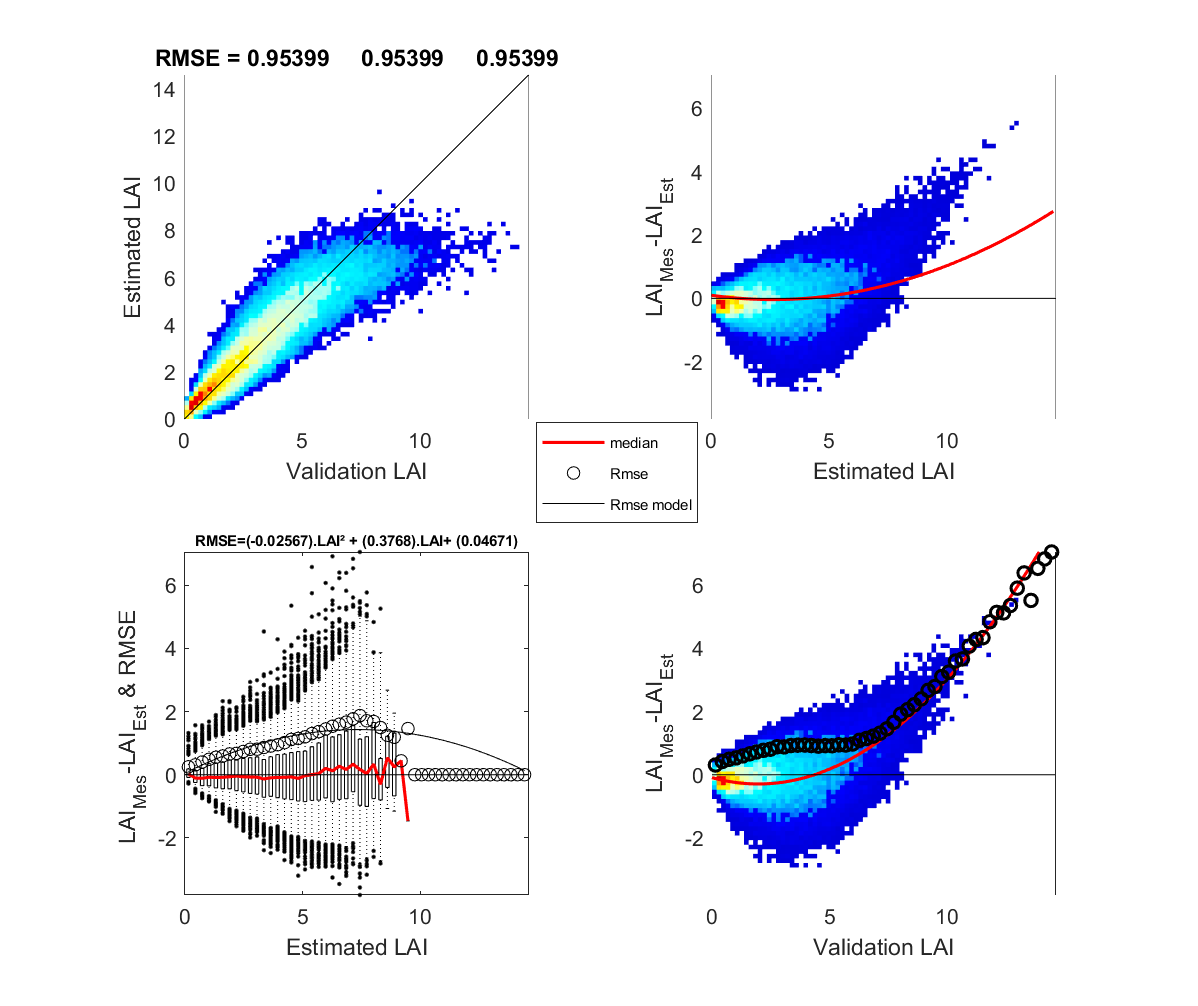 RMSE = 0.95399 0.95399 0.95399
14
12
10
8
6
4
2
0
Estimated LAI
0 5 10
Validation LAI
6
4
2
0
-2
LAI_Mes-LAI_Est
0 5 10
Estimated LAI
median
Rmse
Rmse model
RMSE=(-0.02567).LAI² + (0.3768).LAI+ (0.04671)
6
4
2
0
-2
LAI_Mes-LAI_Est & RMSE
0 5 10
Estimated LAI
6
4
2
0
-2
LAI_Mes-LAI_Est
0 5 10
Validation LAI